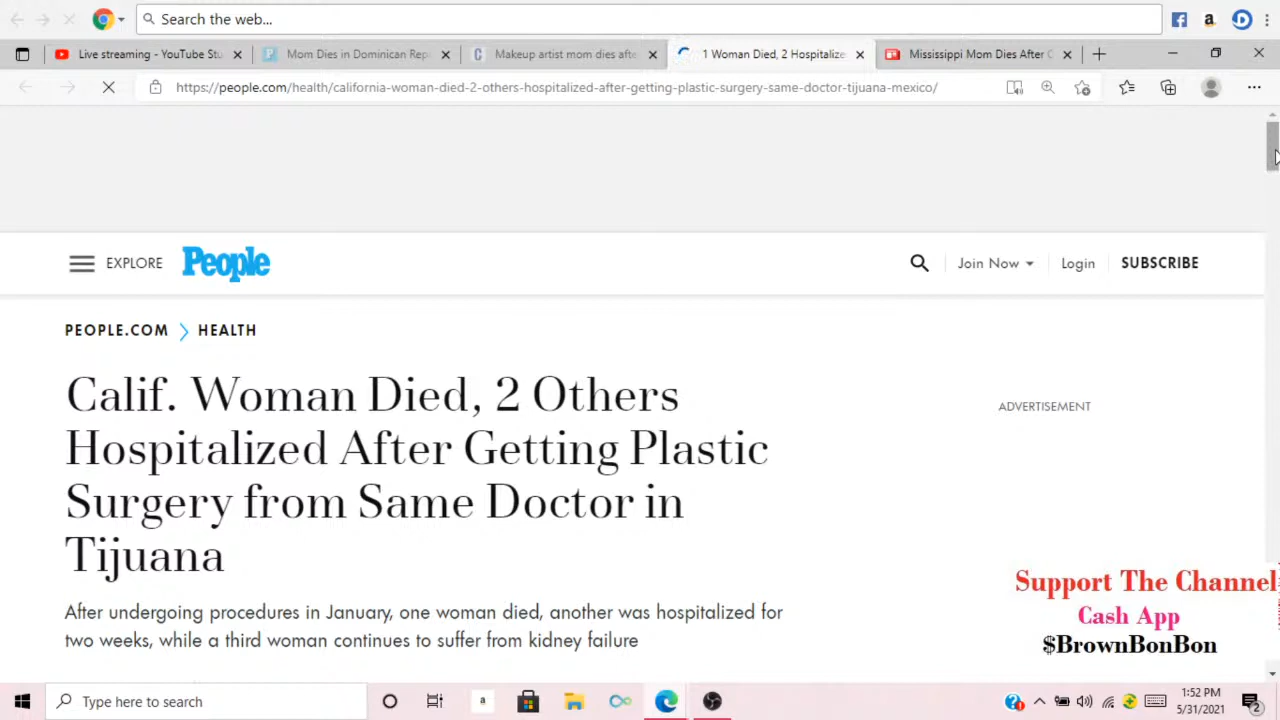 Search the web...
a
Live streaming - YouTube Stu
Mom Dies in Dominican Rep
Makeup artist mom dies afte
1 Woman Died, 2 Hospitalize
Mississippi Mom Dies After C
https://people.com/health/california-woman-died-2-others-hospitalized-after-getting-plastic-surgery-same-doctor-tijuana-mexico/
EXPLORE
People
Join Now
Login
SUBSCRIBE
PEOPLE.COM > HEALTH
Calif. Woman Died, 2 Others
Hospitalized After Getting Plastic
Surgery from Same Doctor in
Tijuana
After undergoing procedures in January, one woman died, another was hospitalized for
two weeks, while a third woman continues to suffer from kidney failure
ADVERTISEMENT
Support The Channel
Cash App
$BrownBonBon
Type here to search
a
1:52 PM
5/31/2021
2